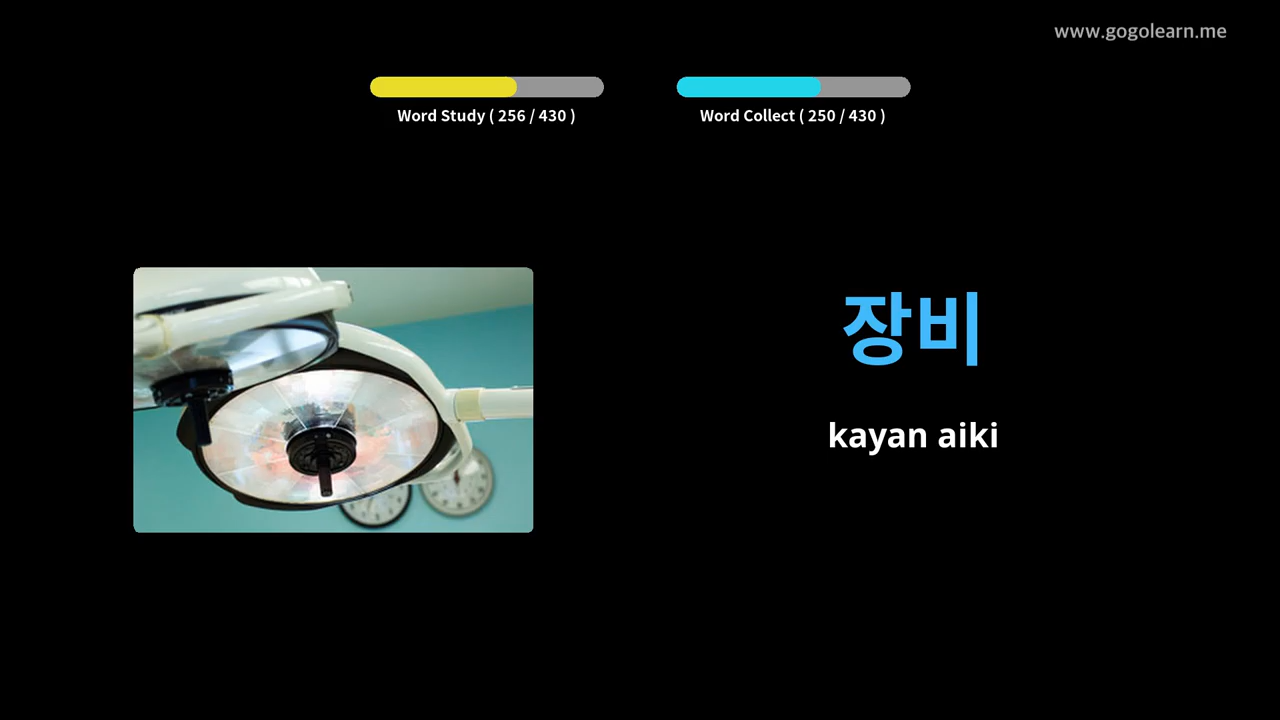 www.gogolearn.me
Word Study ( 256 / 430 )
Word Collect ( 250 / 430 )
장비
kayan aiki